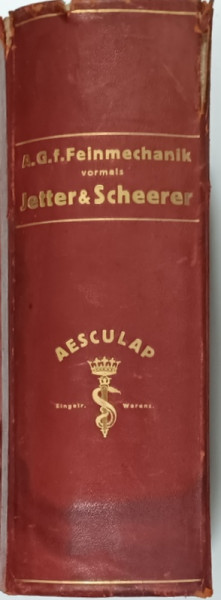 A.G.f.Feinmechanik
vormals
Jetter & Scheerer
AESCULAP
Eingetr. Warenz.